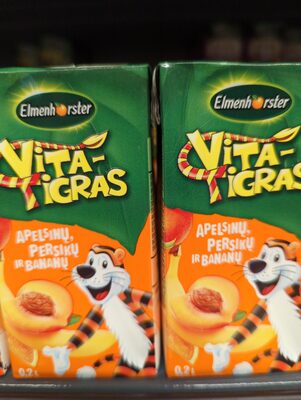 Elmenhorster
VITA-
TIGRAS
APELSINŲ,
PERSIKŲ
IR BANANŲ
0,2 l
Elmenhorster
VITA-
TIGRAS
APELSINŲ,
PERSIKŲ
IR BANANŲ
0,2 l